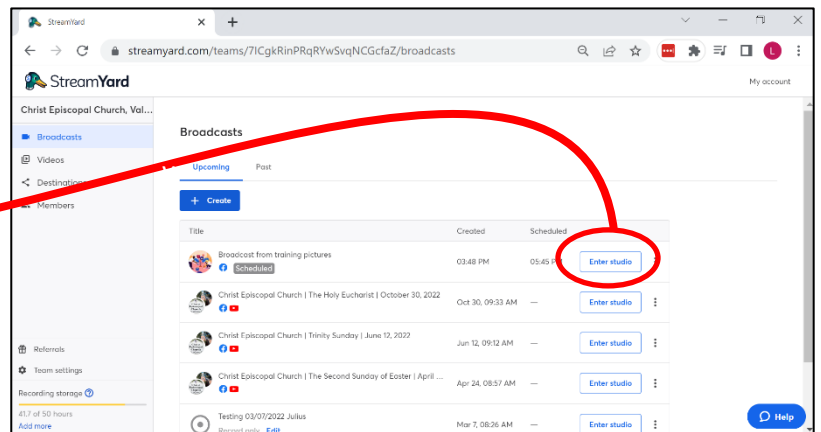 StreamYard
streamyard.com/teams/7ICgkRinPRqRYwSvqNCGcfaZ/broadcasts
L
StreamYard
My account
Christ Episcopal Church, Val...
Broadcasts
Videos
Destinations
Members
Referrals
Team settings
Recording storage
41.7 of 50 hours
Add more
Broadcasts
Upcoming Past
+ Create
Title Created Scheduled
Broadcast from training pictures 03:48 PM 05:45 PM Enter studio
Scheduled
Christ Episcopal Church | The Holy Eucharist | October 30, 2022 Oct 30, 09:33 AM — Enter studio
Christ Episcopal Church | Trinity Sunday | June 12, 2022 Jun 12, 09:12 AM — Enter studio
Christ Episcopal Church | The Second Sunday of Easter | April ... Apr 24, 08:57 AM — Enter studio
Testing 03/07/2022 Julius Mar 7, 08:26 AM — Enter studio
Record only Edit
Help